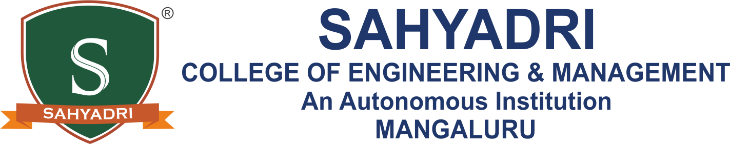 S
SAHYADRI
®
SAHYADRI
COLLEGE OF ENGINEERING & MANAGEMENT
An Autonomous Institution
MANGALURU